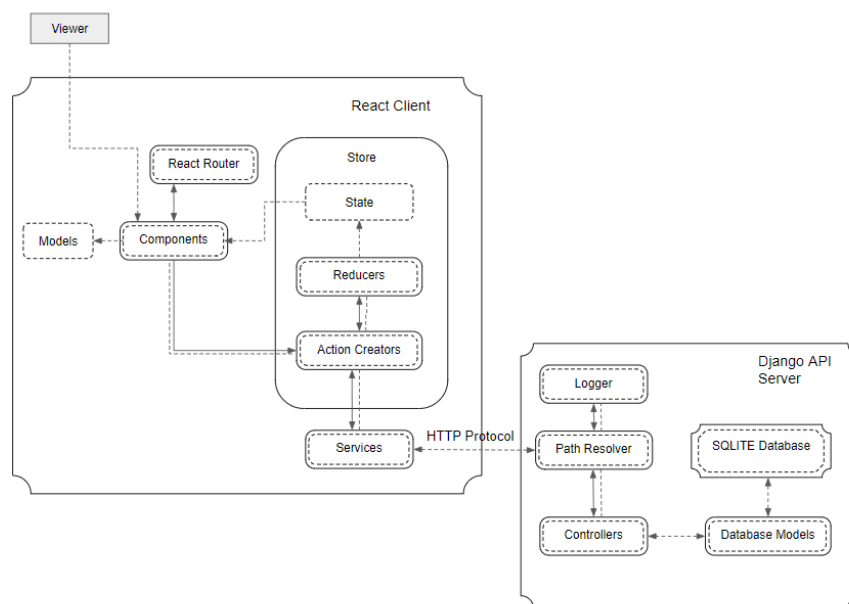 Viewer
React Client
React Router
Store
State
Models
Components
Reducers
Action Creators
Services
HTTP Protocol
Django API
Server
Logger
Path Resolver
SQLITE Database
Controllers
Database Models